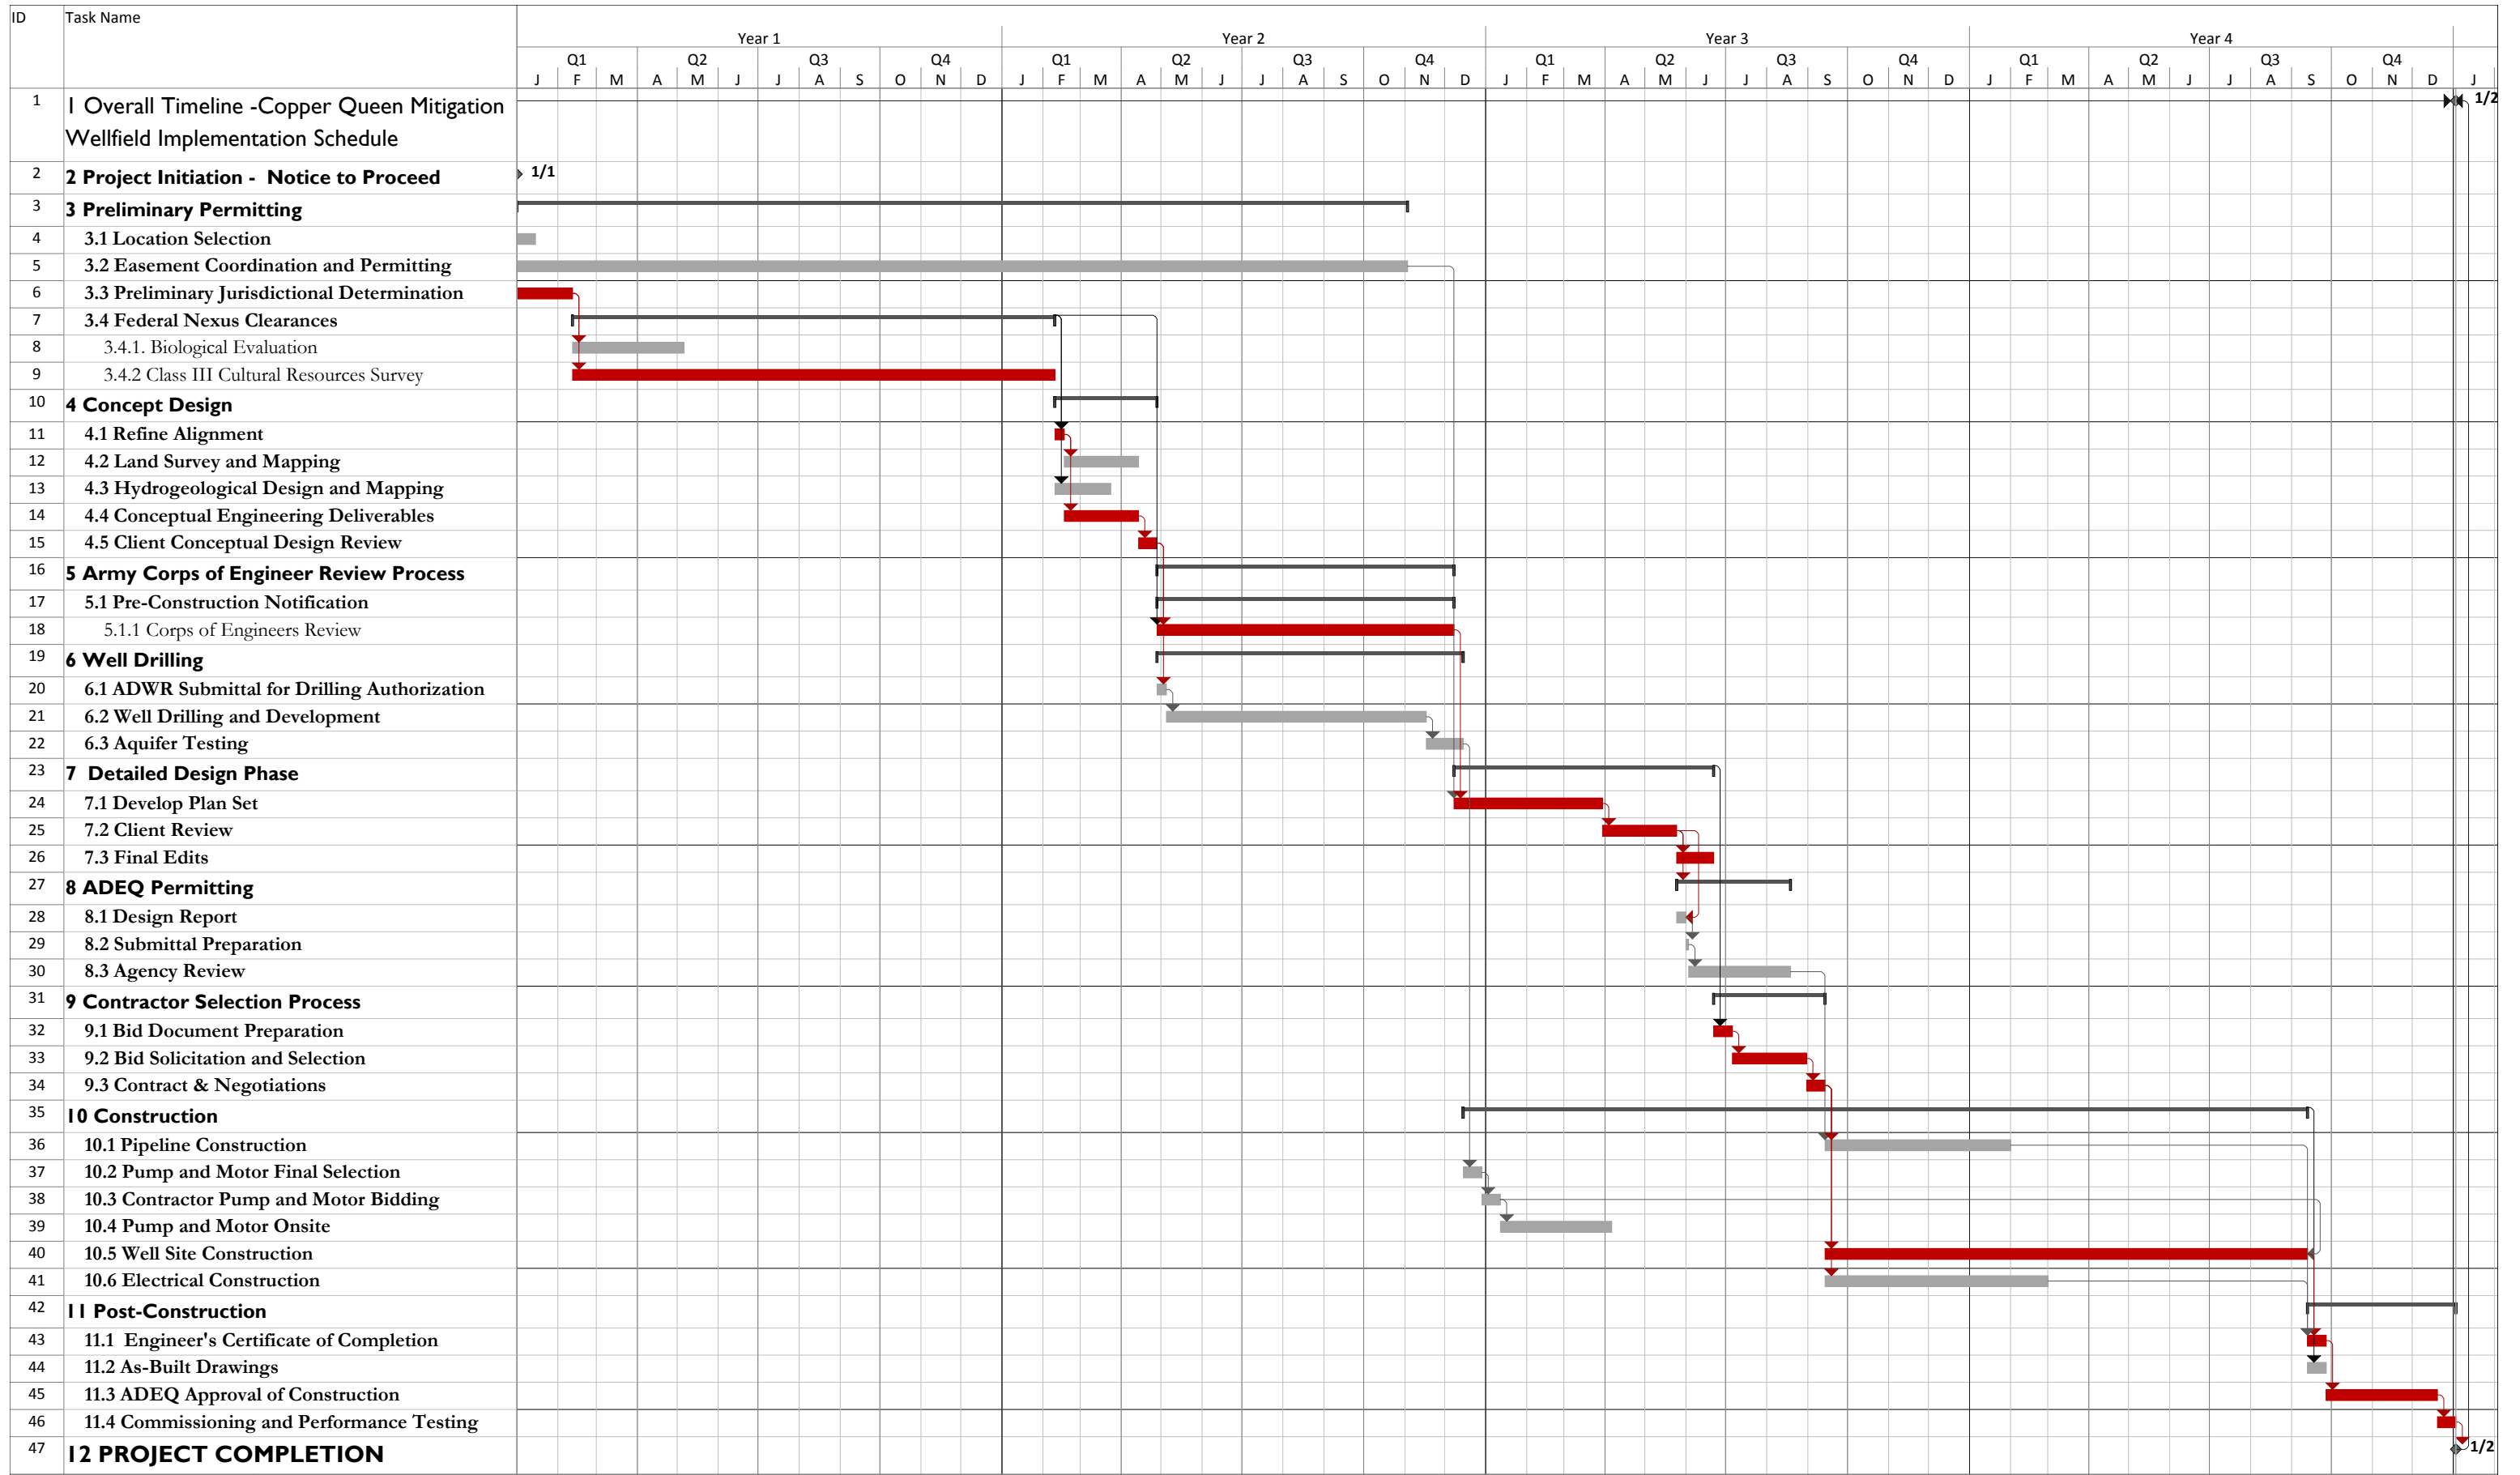 ID Task Name
Year 1 Year 2 Year 3 Year 4
Q1 Q2 Q3 Q4 Q1 Q2 Q3 Q4 Q1 Q2 Q3 Q4 Q1 Q2 Q3 Q4
J F M A M J J A S O N D J F M A M J J A S O N D J F M A M J J A S O N D J F M A M J J A S O N D J
1 1 Overall Timeline -Copper Queen Mitigation 1/2
Wellfield Implementation Schedule
2 2 Project Initiation - Notice to Proceed 1/1
3 3 Preliminary Permitting
4 3.1 Location Selection
5 3.2 Easement Coordination and Permitting
6 3.3 Preliminary Jurisdictional Determination
7 3.4 Federal Nexus Clearances
8 3.4.1. Biological Evaluation
9 3.4.2 Class III Cultural Resources Survey
10 4 Concept Design
11 4.1 Refine Alignment
12 4.2 Land Survey and Mapping
13 4.3 Hydrogeological Design and Mapping
14 4.4 Conceptual Engineering Deliverables
15 4.5 Client Conceptual Design Review
16 5 Army Corps of Engineer Review Process
17 5.1 Pre-Construction Notification
18 5.1.1 Corps of Engineers Review
19 6 Well Drilling
20 6.1 ADWR Submittal for Drilling Authorization
21 6.2 Well Drilling and Development
22 6.3 Aquifer Testing
23 7 Detailed Design Phase
24 7.1 Develop Plan Set
25 7.2 Client Review
26 7.3 Final Edits
27 8 ADEQ Permitting
28 8.1 Design Report
29 8.2 Submittal Preparation
30 8.3 Agency Review
31 9 Contractor Selection Process
32 9.1 Bid Document Preparation
33 9.2 Bid Solicitation and Selection
34 9.3 Contract & Negotiations
35 10 Construction
36 10.1 Pipeline Construction
37 10.2 Pump and Motor Final Selection
38 10.3 Contractor Pump and Motor Bidding
39 10.4 Pump and Motor Onsite
40 10.5 Well Site Construction
41 10.6 Electrical Construction
42 11 Post-Construction
43 11.1 Engineer's Certificate of Completion
44 11.2 As-Built Drawings
45 11.3 ADEQ Approval of Construction
46 11.4 Commissioning and Performance Testing
47 12 PROJECT COMPLETION 1/2